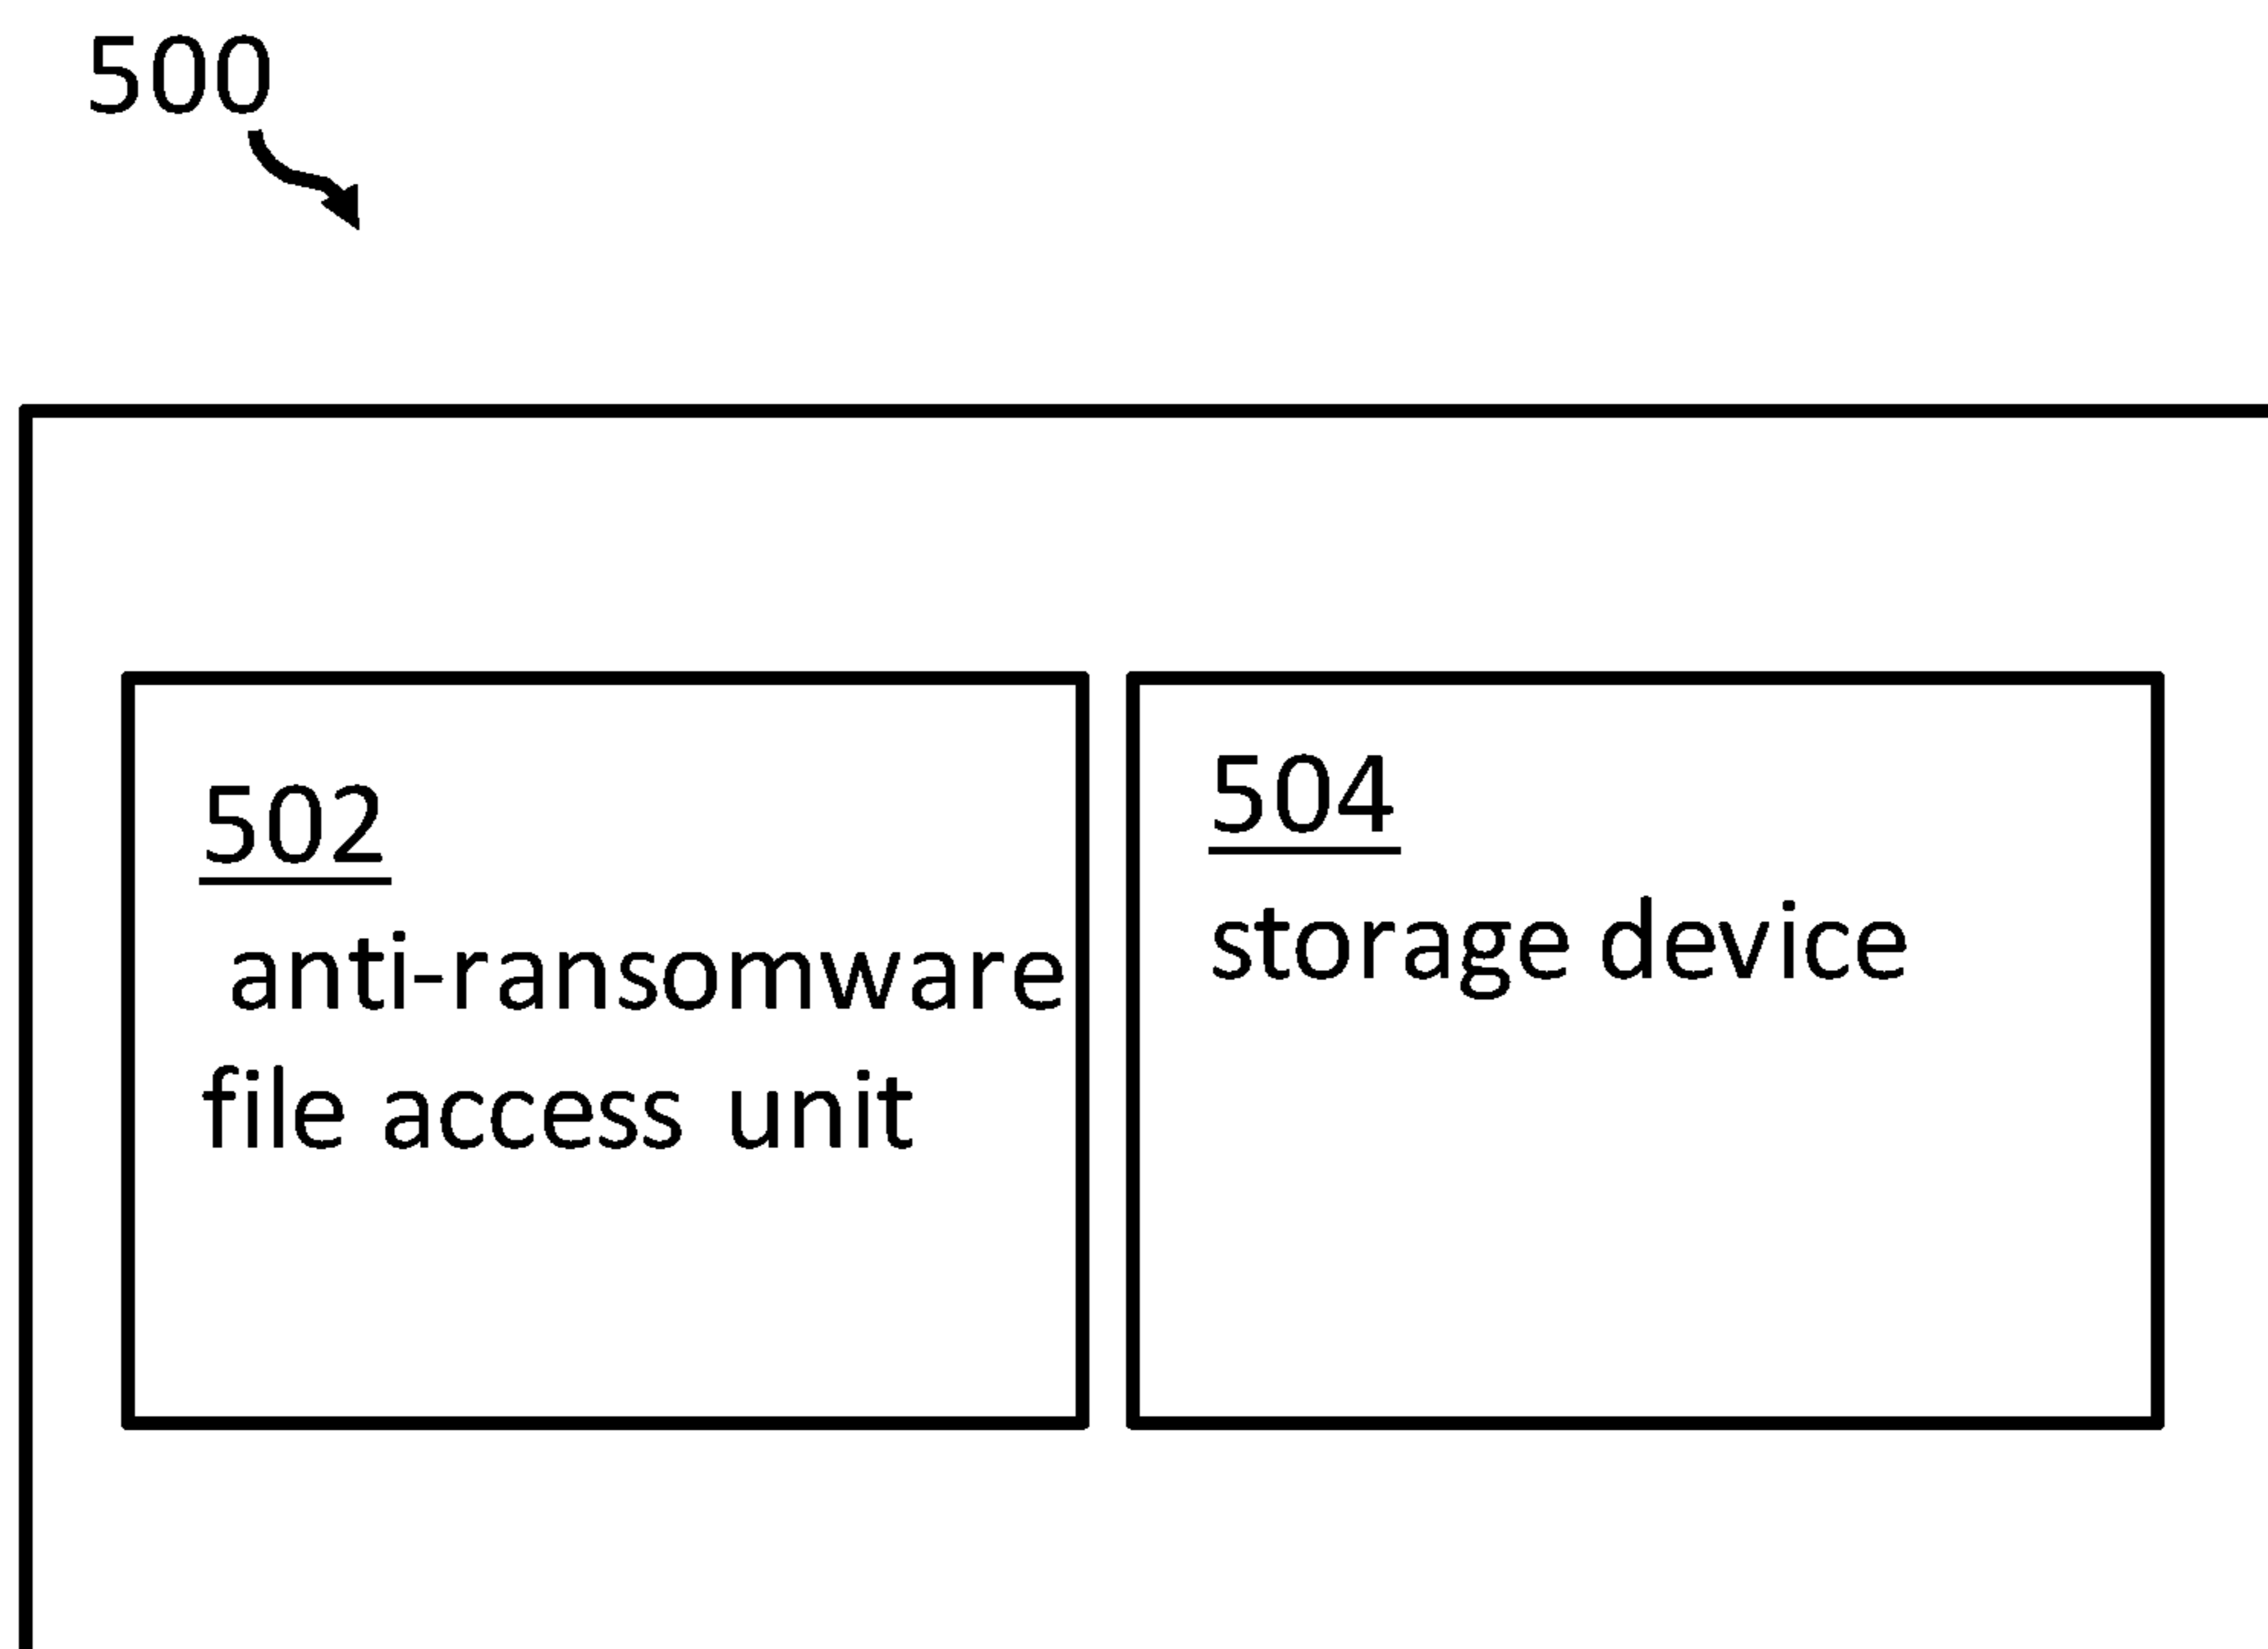 500
502
anti-ransomware
file access unit
504
storage device